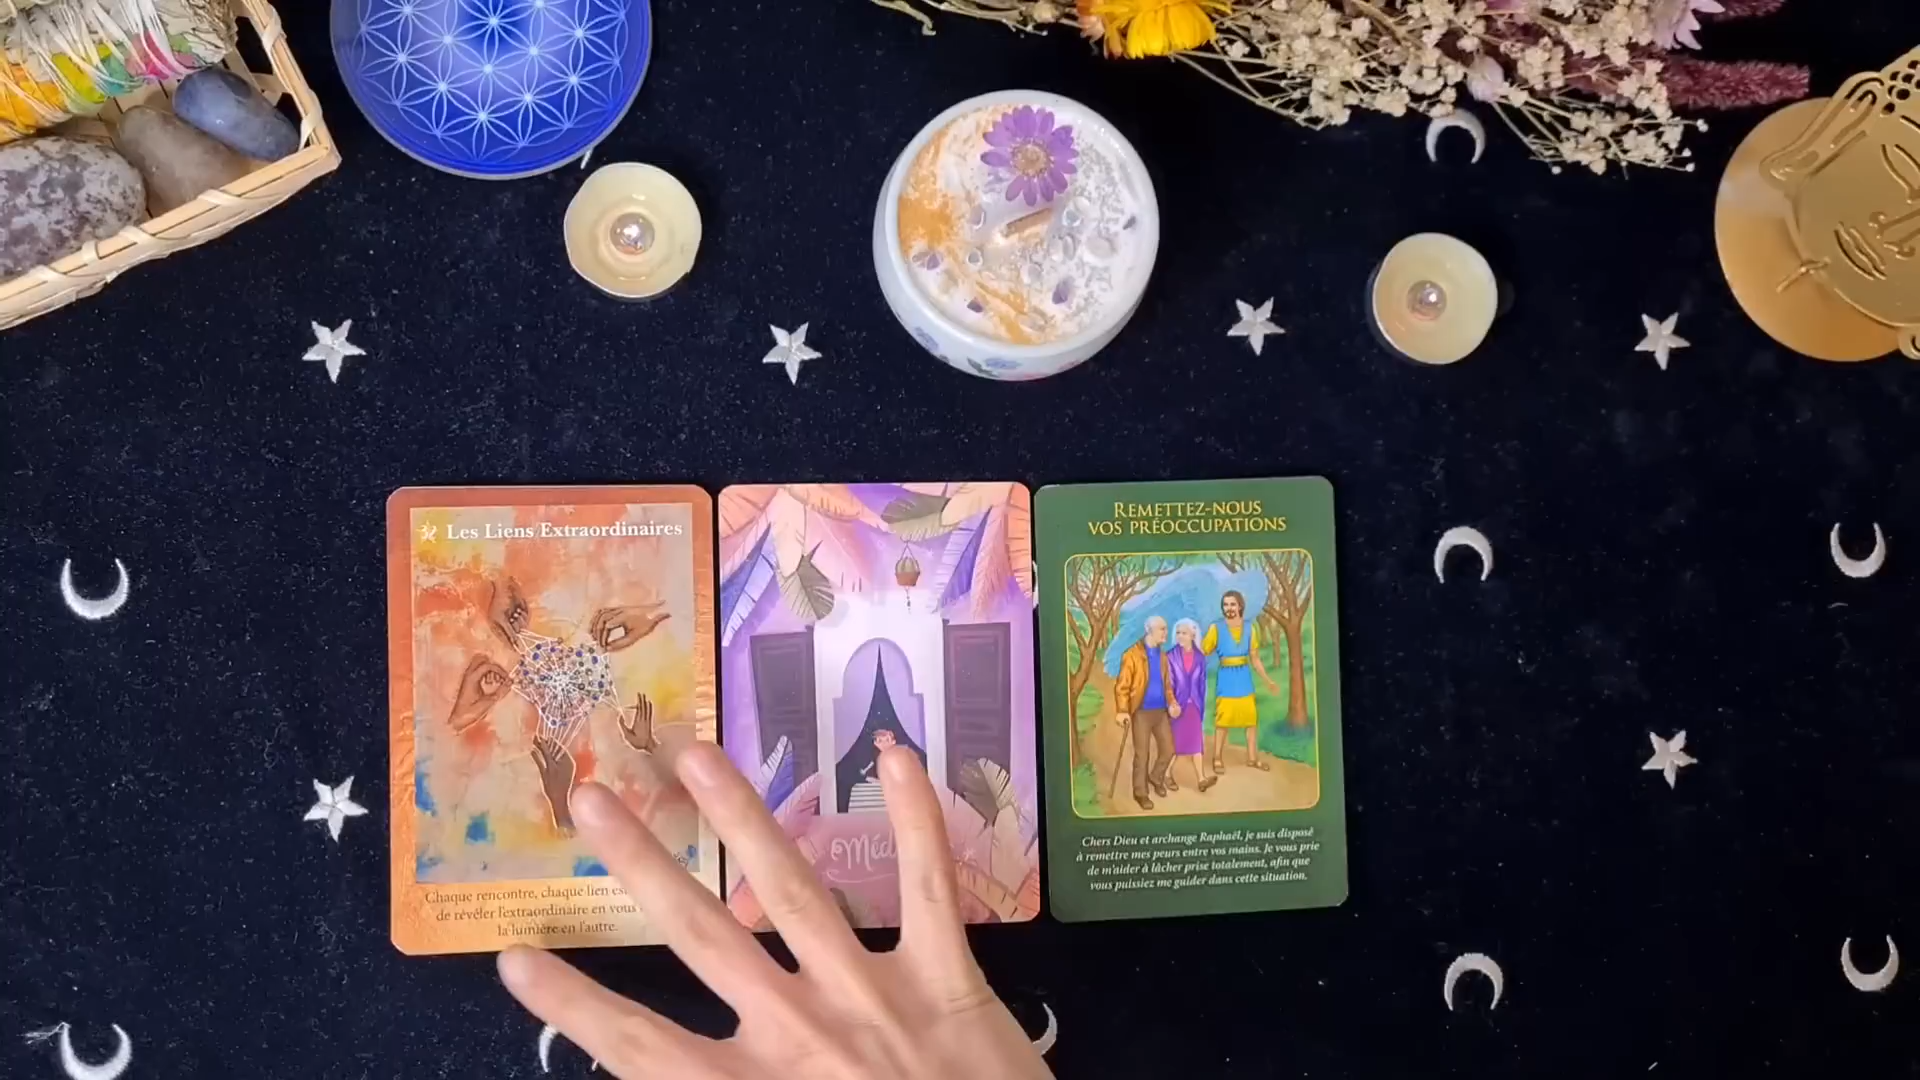 32 Les Liens Extraordinaires
Chaque rencontre, chaque lien est
de révéler l'extraordinaire en vous
la lumière en l'autre.
REMETTEZ-NOUS
VOS PRÉOCCUPATIONS
Chers Dieu et archange Raphaël, je suis disposé
à remettre mes peurs entre vos mains. Je vous prie
de m'aider à lâcher prise totalement, afin que
vous puissiez me guider dans cette situation.